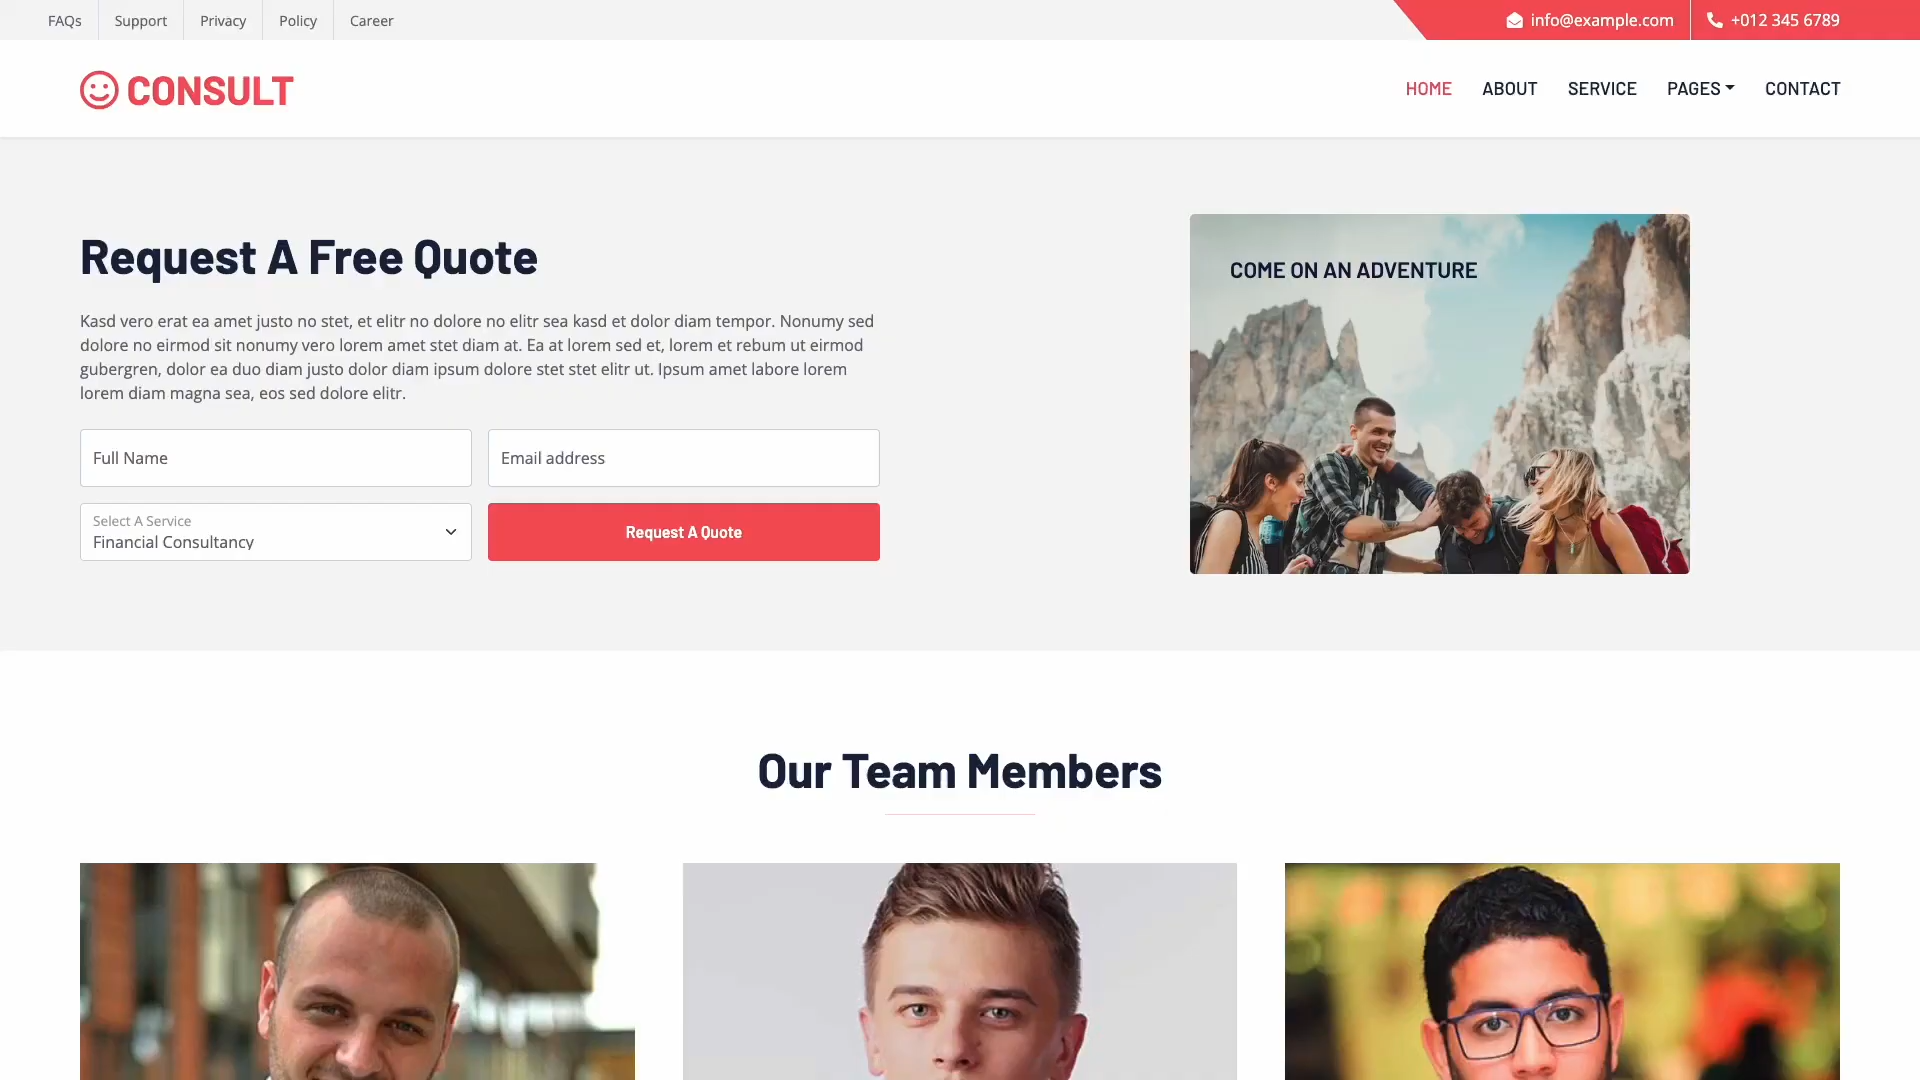 FAQs
Support
Privacy
Policy
Career
info@example.com
+012 345 6789
CONSULT
HOME
ABOUT
SERVICE
PAGES
CONTACT
Request A Free Quote
Kasd vero erat ea amet justo no stet, et elitr no dolore no elitr sea kasd et dolor diam tempor. Nonumy sed
dolore no eirmod sit nonumy vero lorem amet stet diam at. Ea at lorem sed et, lorem et rebum ut eirmod
gubergren, dolor ea duo diam justo dolor diam ipsum dolore stet stet elitr ut. Ipsum amet labore lorem
lorem diam magna sea, eos sed dolore elitr.
Full Name
Email address
Select A Service
Financial Consultancy
Request A Quote
COME ON AN ADVENTURE
Our Team Members